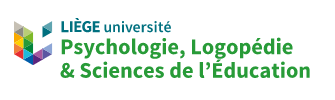 LIÈGE université
Psychologie, Logopédie
& Sciences de l'Éducation